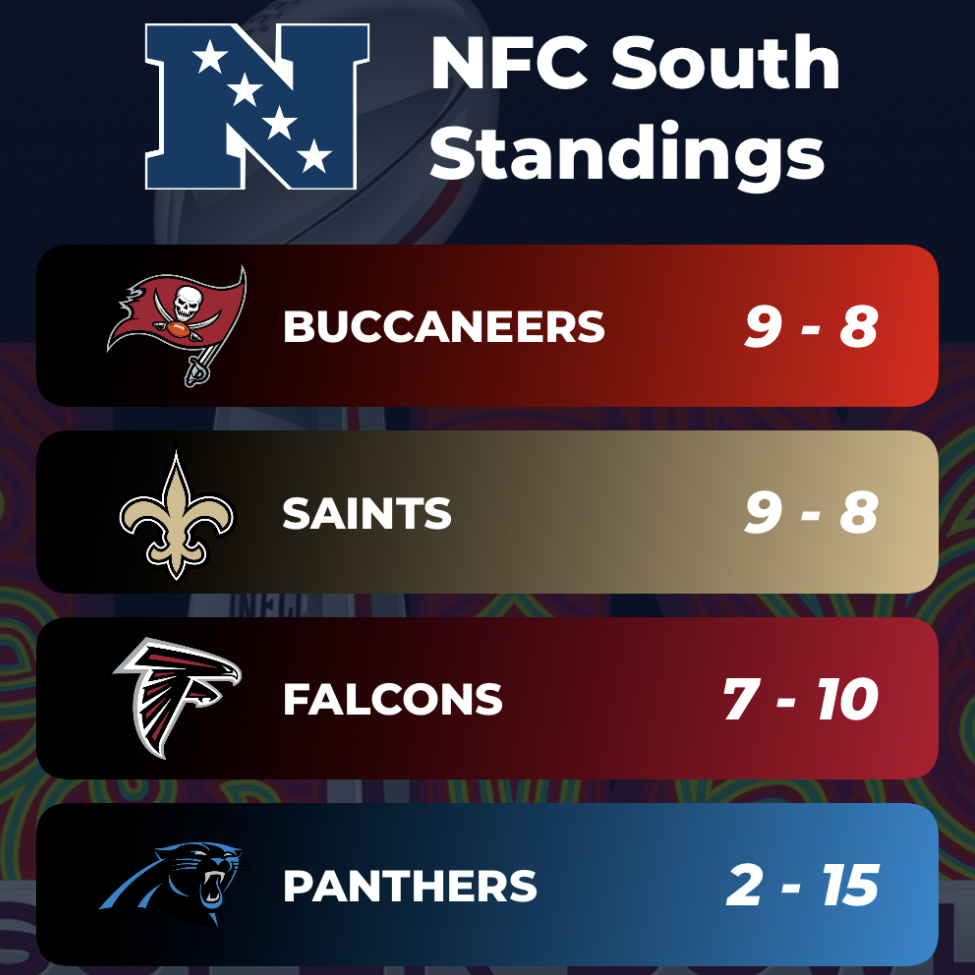 NFC South
Standings
BUCCANEERS 9 - 8
SAINTS 9 - 8
FALCONS 7 - 10
PANTHERS 2 - 15